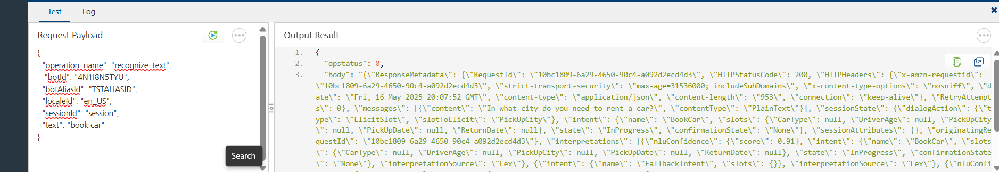 Test
Log
Request Payload
{
"operation_name": "recognize_text",
"botId": "4N1I8N5TYU",
"botAliasId": "TSTALIASID",
"localeId": "en_US",
"sessionId": "session",
"text": "book car"
}
Search
Output Result
1. {
2. "opstatus": 0,
3. "body": "{\"ResponseMetadata\": {\"RequestId\": \"10bc1809-6a29-4650-90c4-a092d2ecd4d3\", \"HTTPStatusCode\": 200, \"HTTPHeaders\": {\"x-amzn-requestid\":
\"10bc1809-6a29-4650-90c4-a092d2ecd4d3\", \"strict-transport-security\": \"max-age=31536000; includeSubDomains\", \"x-content-type-options\": \"nosniff\", \"d
ate\": \"Fri, 16 May 2025 20:07:52 GMT\", \"content-type\": \"application/json\", \"content-length\": \"953\", \"connection\": \"keep-alive\"}, \"RetryAttempt
s\": 0}, \"messages\": [{\"content\": \"In what city do you need to rent a car?\", \"contentType\": \"PlainText\"}], \"sessionState\": {\"dialogAction\": {\"t
ype\": \"ElicitSlot\", \"slotToElicit\": \"PickUpCity\"}, \"intent\": {\"name\": \"BookCar\", \"slots\": {\"CarType\": null, \"DriverAge\": null, \"PickUpCity
\": null, \"PickUpDate\": null, \"ReturnDate\": null}, \"state\": \"InProgress\", \"confirmationState\": \"None\"}, \"sessionAttributes\": {}, \"originatingRe
questId\": \"10bc1809-6a29-4650-90c4-a092d2ecd4d3\"}, \"interpretations\": [{\"nluConfidence\": {\"score\": 0.91}, \"intent\": {\"name\": \"BookCar\", \"slots
\": {\"CarType\": null, \"DriverAge\": null, \"PickUpCity\": null, \"PickUpDate\": null, \"ReturnDate\": null}, \"state\": \"InProgress\", \"confirmationState
\": \"None\"}, \"interpretationSource\": \"Lex\"}, {\"intent\": {\"name\": \"FallbackIntent\", \"slots\": {}}, \"interpretationSource\": \"Lex\"}, {\"nluConfi